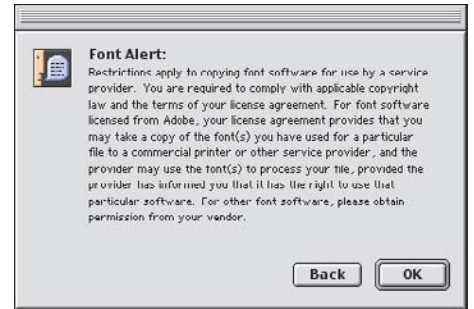 Font Alert:
Restrictions apply to copying font software for use by a service
provider. You are required to comply with applicable copyright
law and the terms of your license agreement. For font software
licensed from Adobe, your license agreement provides that you
may take a copy of the font(s) you have used for a particular
file to a commercial printer or other service provider, and the
provider may use the font(s) to process your file, provided the
provider has informed you that it has the right to use that
particular software. For other font software, please obtain
permission from your vendor.
Back OK